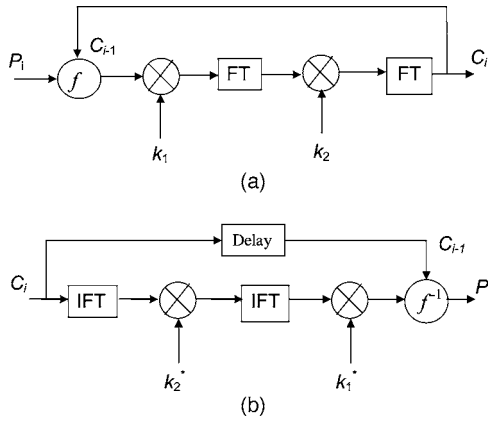 C_{i-1}
P_i f FT FT C_i
k_1 k_2
(a)
Delay C_{i-1}
C_i IFT IFT f^{-1} P
k_2^* k_1^*
(b)